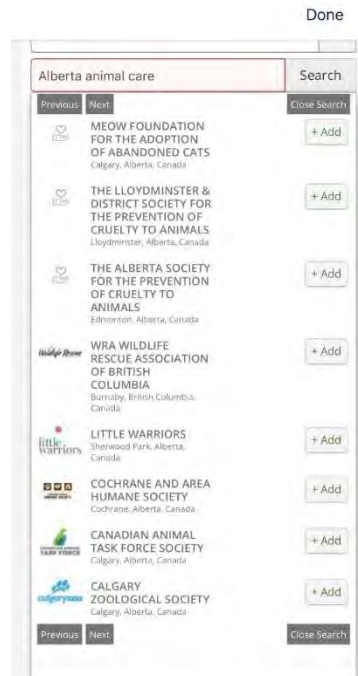 Done
Alberta animal care Search
Previous Next Close Search
MEOW FOUNDATION + Add
FOR THE ADOPTION
OF ABANDONED CATS
Calgary, Alberta, Canada
THE LLOYDMINSTER & + Add
DISTRICT SOCIETY FOR
THE PREVENTION OF
CRUELTY TO ANIMALS
Lloydminster, Alberta, Canada
THE ALBERTA SOCIETY + Add
FOR THE PREVENTION
OF CRUELTY TO
ANIMALS
Edmonton, Alberta, Canada
Wildlife Rescue WRA WILDLIFE + Add
RESCUE ASSOCIATION
OF BRITISH
COLUMBIA
Burnaby, British Columbia,
Canada
little warriors LITTLE WARRIORS + Add
Sherwood Park, Alberta,
Canada
COCHRANE AND AREA + Add
HUMANE SOCIETY
Cochrane, Alberta, Canada
CANADIAN ANIMAL + Add
TASK FORCE TASK FORCE SOCIETY
Calgary, Alberta, Canada
CALGARY + Add
calgaryzoo ZOOLOGICAL SOCIETY
Calgary, Alberta, Canada
Previous Next Close Search